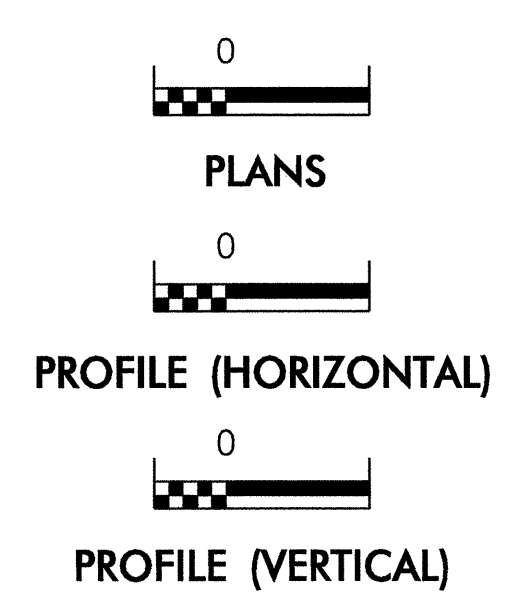 0
PLANS
0
PROFILE (HORIZONTAL)
0
PROFILE (VERTICAL)